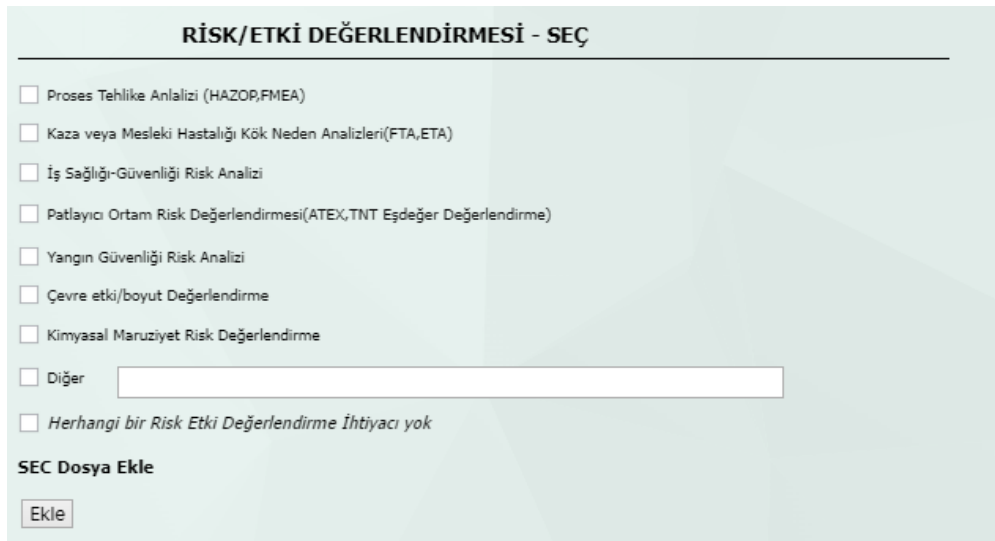 RİSK/ETKİ DEĞERLENDİRMESİ - SEÇ
Proses Tehlike Anlalizi (HAZOP,FMEA)
Kaza veya Mesleki Hastalığı Kök Neden Analizleri(FTA,ETA)
İş Sağlığı-Güvenliği Risk Analizi
Patlayıcı Ortam Risk Değerlendirmesi(ATEX,TNT Eşdeğer Değerlendirme)
Yangın Güvenliği Risk Analizi
Çevre etki/boyut Değerlendirme
Kimyasal Maruziyet Risk Değerlendirme
Diğer
Herhangi bir Risk Etki Değerlendirme İhtiyacı yok
SEC Dosya Ekle
Ekle